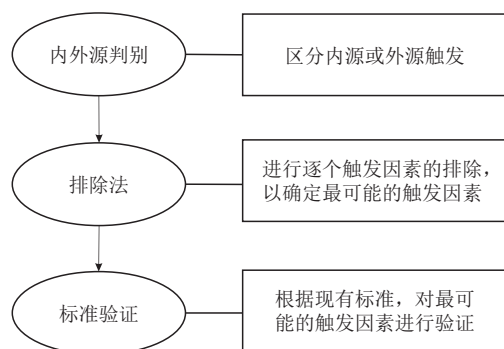 内外源判别
区分内源或外源触发
排除法
进行逐个触发因素的排除，
以确定最可能的触发因素
标准验证
根据现有标准，对最可
能的触发因素进行验证